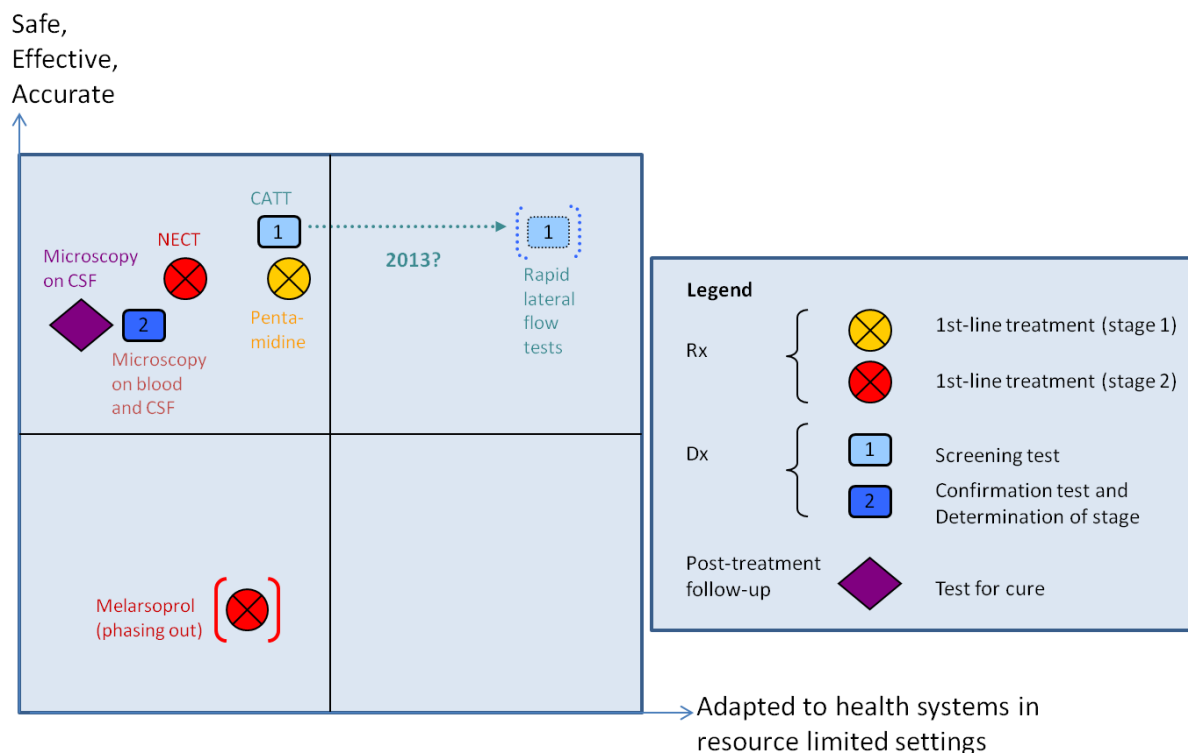 Safe,
Effective,
Accurate
CATT
1
1
NECT
2013?
Microscopy
on CSF
Rapid
lateral
flow
tests
Penta-
midine
2
Microscopy
on blood
and CSF
Melarsoprol
(phasing out)
Adapted to health systems in
resource limited settings
Legend
Rx
1st-line treatment (stage 1)
1st-line treatment (stage 2)
Dx
1
Screening test
2
Confirmation test and
Determination of stage
Post-treatment
follow-up
Test for cure